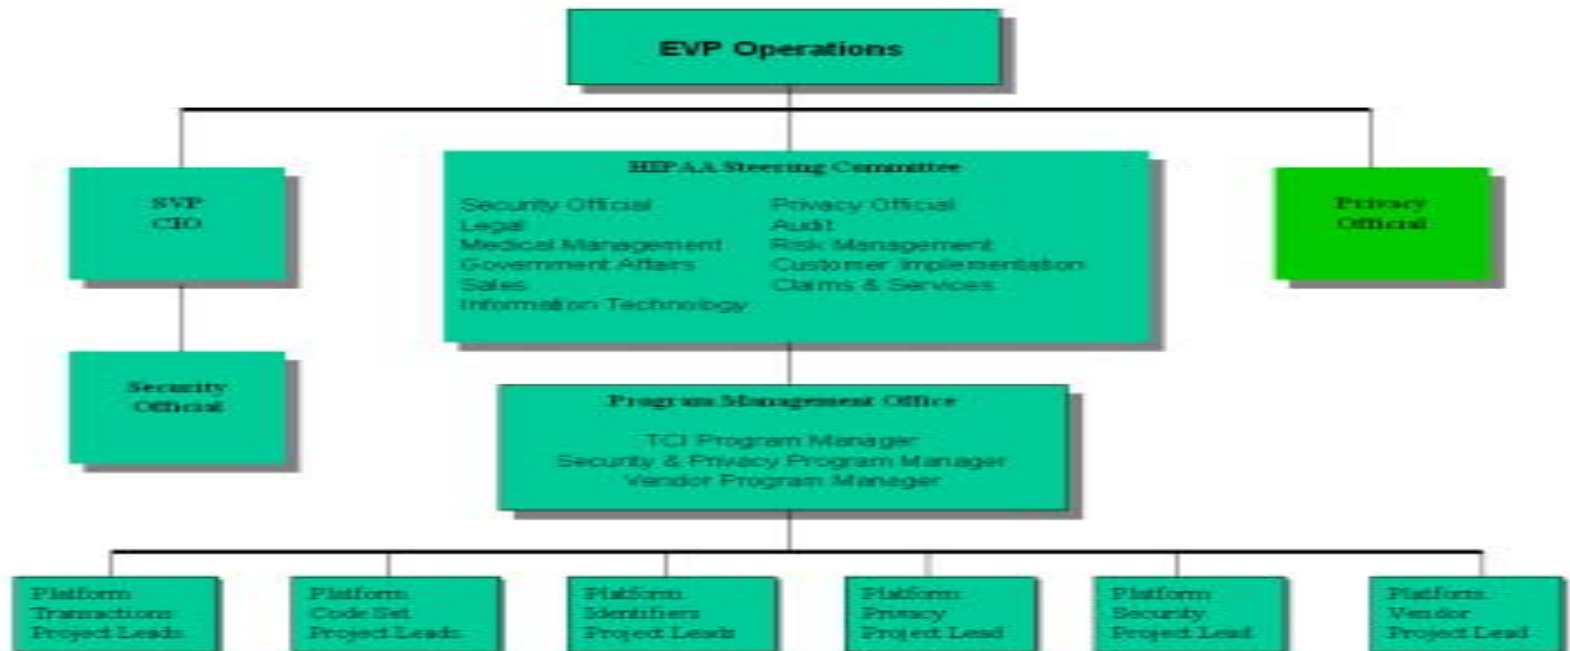 EVP Operations
SVP
CIO
HIPAA Steering Committee
Security Official
Legal
Medical Management
Government Affairs
Sales
Information Technology
Privacy Official
Audit
Risk Management
Customer Implementation
Claims & Services
Privacy
Official
Security
Official
Program Management Office
TCI Program Manager
Security & Privacy Program Manager
Vendor Program Manager
Platform
Transactions
Project Leads
Platform
Code Set
Project Leads
Platform
Identifiers
Project Leads
Platform
Privacy
Project Lead
Platform
Security
Project Lead
Platform
Vendor
Project Lead